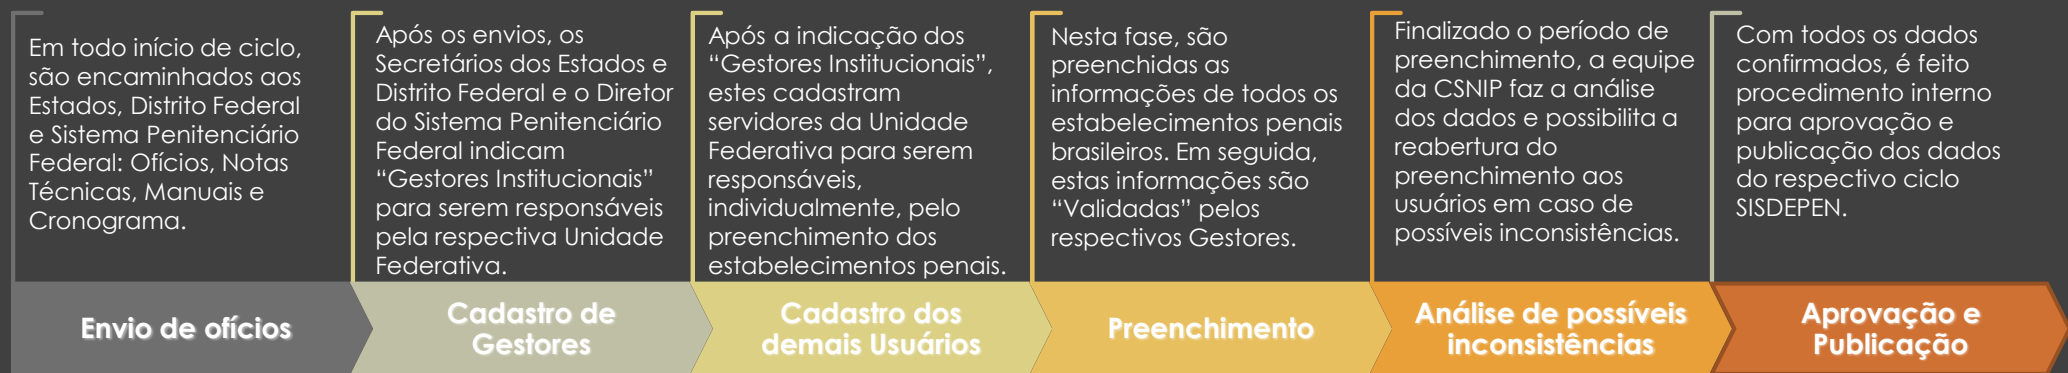 Em todo início de ciclo,
são encaminhados aos
Estados, Distrito Federal
e Sistema Penitenciário
Federal: Ofícios, Notas
Técnicas, Manuais e
Cronograma.
Após os envios, os
Secretários dos Estados e
Distrito Federal e o Diretor
do Sistema Penitenciário
Federal indicam
“Gestores Institucionais”
para serem responsáveis
pela respectiva Unidade
Federativa.
Após a indicação dos
“Gestores Institucionais”,
estes cadastram
servidores da Unidade
Federativa para serem
responsáveis,
individualmente, pelo
preenchimento dos
estabelecimentos penais.
Nesta fase, são
preenchidas as
informações de todos os
estabelecimentos penais
brasileiros. Em seguida,
estas informações são
“Validadas” pelos
respectivos Gestores.
Finalizado o período de
preenchimento, a equipe
da CSNIP faz a análise
dos dados e possibilita a
reabertura do
preenchimento aos
usuários em caso de
possíveis inconsistências.
Com todos os dados
confirmados, é feito
procedimento interno
para aprovação e
publicação dos dados
do respectivo ciclo
SISDEPEN.
Envio de ofícios
Cadastro de
Gestores
Cadastro dos
demais Usuários
Preenchimento
Análise de possíveis
inconsistências
Aprovação e
Publicação